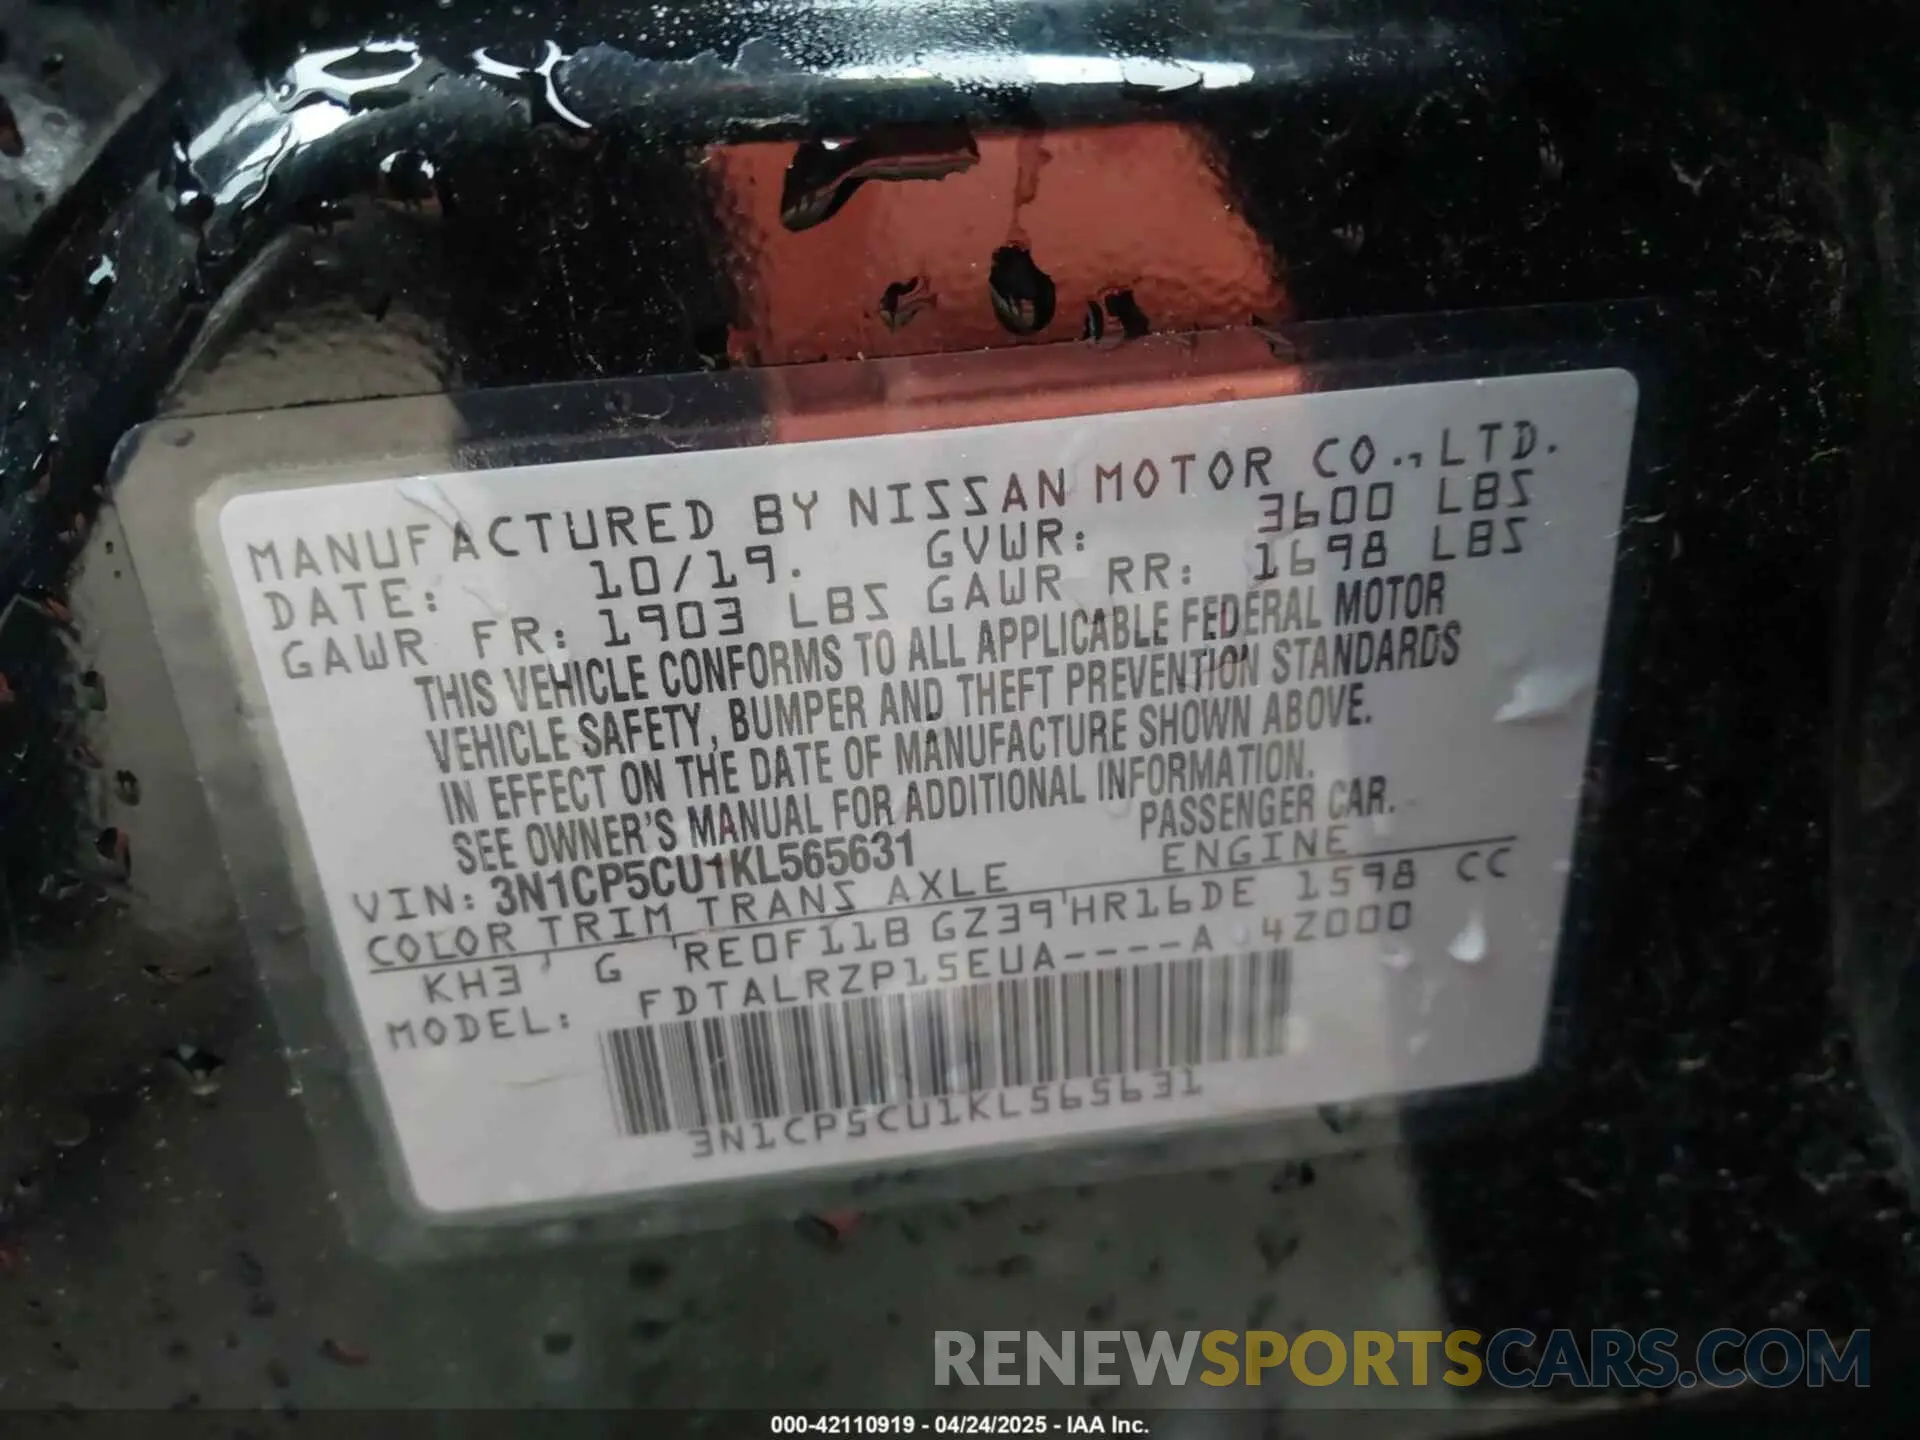 MANUFACTURED BY NISSAN MOTOR CO., LTD.
DATE: 10/19. GVWR: 3600 LBS
GAWR FR: 1903 LBS GAWR RR: 1698 LBS
THIS VEHICLE CONFORMS TO ALL APPLICABLE FEDERAL MOTOR
VEHICLE SAFETY, BUMPER AND THEFT PREVENTION STANDARDS
IN EFFECT ON THE DATE OF MANUFACTURE SHOWN ABOVE.
SEE OWNER'S MANUAL FOR ADDITIONAL INFORMATION.
VIN: 3N1CP5CU1KL565631 PASSENGER CAR.
COLOR TRIM TRANS AXLE ENGINE
KH3 G RE0F11B GZ39 HR16DE 1598 CC
MODEL: FDTALRZP15EUA----A 4Z000
3N1CP5CU1KL565631
RENEWSPORTSCARS.COM
000-42110919 - 04/24/2025 - IAA Inc.